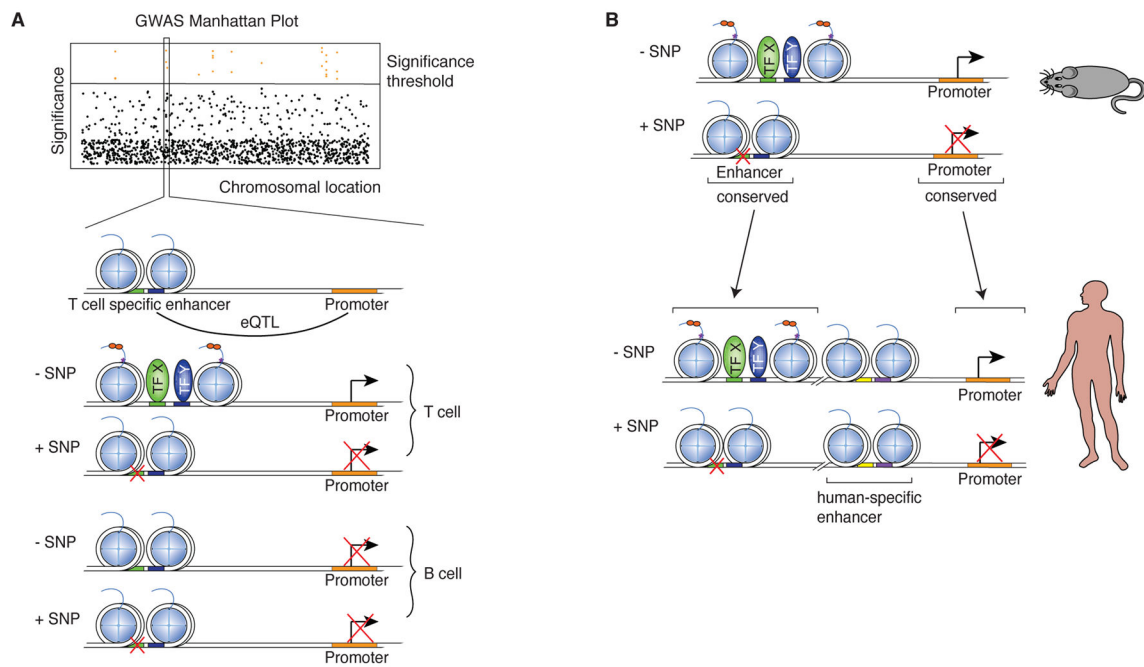 A
GWAS Manhattan Plot
Significance
Significance
threshold
Chromosomal location
T cell specific enhancer
Promoter
eQTL
- SNP
TF X
TF Y
Promoter
T cell
+ SNP
Promoter
- SNP
Promoter
B cell
+ SNP
Promoter
B
- SNP
TF X
TF Y
Promoter
+ SNP
Enhancer
Promoter
conserved
conserved
- SNP
TF X
TF Y
Promoter
+ SNP
Promoter
human-specific
enhancer